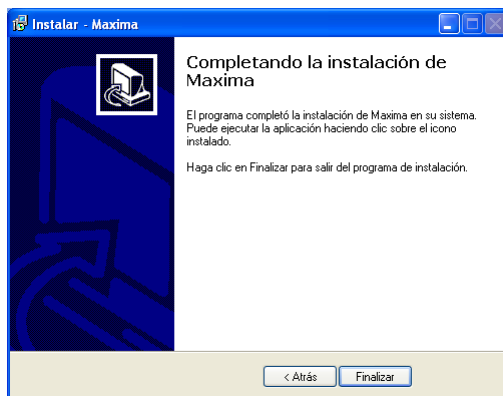 Instalar - Maxima
Completando la instalación de
Maxima
El programa completó la instalación de Maxima en su sistema.
Puede ejecutar la aplicación haciendo clic sobre el icono
instalado.
Haga clic en Finalizar para salir del programa de instalación.
< Atrás
Finalizar